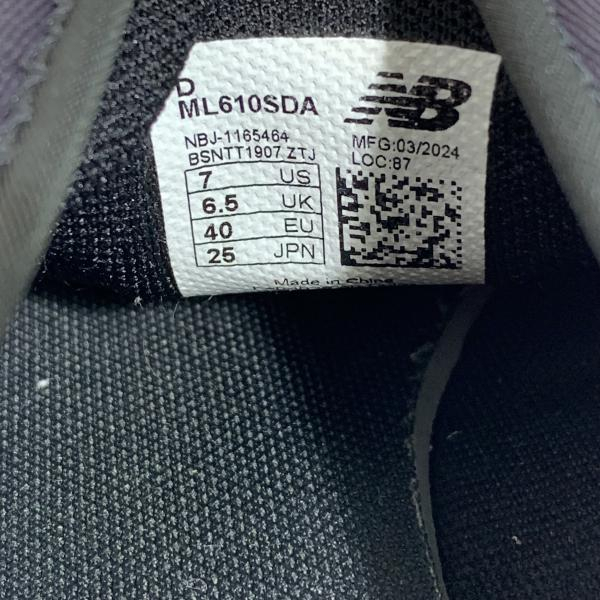 D
ML610SDA
NB
NBJ-1165464
BSNTT1907 ZTJ
MFG:03/2024
LOC:87
7 US
6.5 UK
40 EU
25 JPN
Made in China